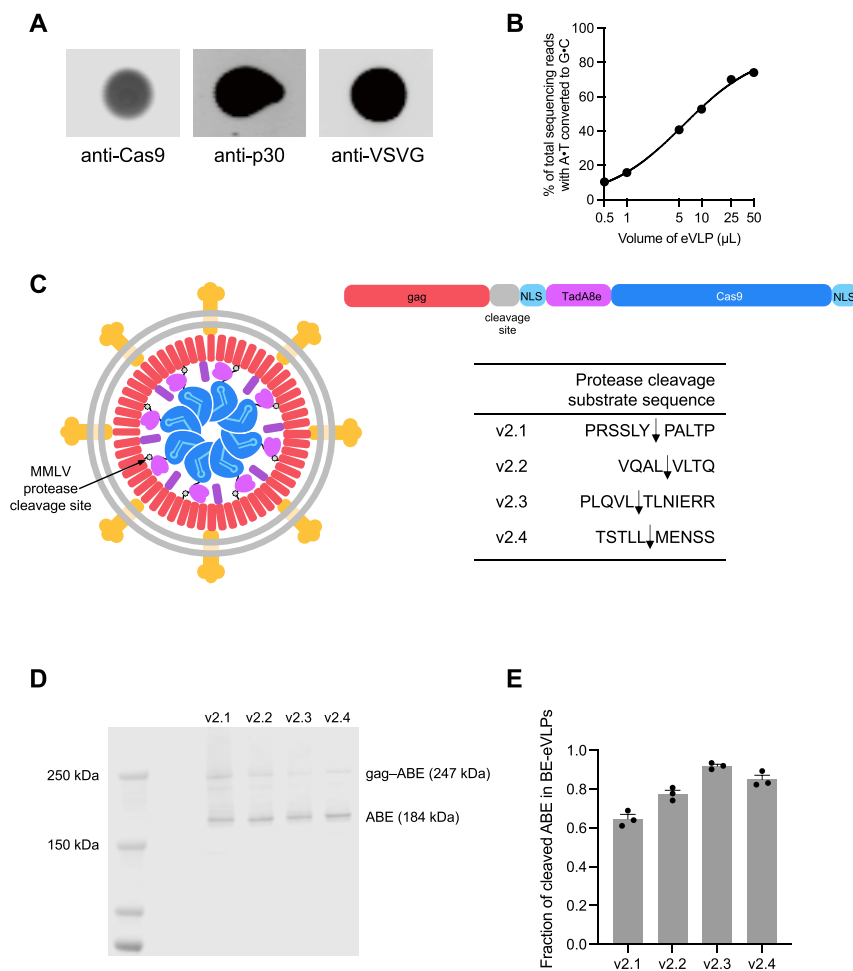 A
anti-Cas9
anti-p30
anti-VSVG
B
% of total sequencing reads
with A•T converted to G•C
100
80
60
40
20
0
0.5
1
5
10
25
50
Volume of eVLP (µL)
C
MMLV
protease
cleavage site
gag
NLS
TadA8e
Cas9
NLS
cleavage
site
Protease cleavage
substrate sequence
v2.1 PRSSLY PALTP
v2.2 VQAL VLTQ
v2.3 PLQVL TLNIERR
v2.4 TSTLL MENSS
D
v2.1 v2.2 v2.3 v2.4
250 kDa
150 kDa
gag–ABE (247 kDa)
ABE (184 kDa)
E
Fraction of cleaved ABE in BE-eVLPs
1.0
0.8
0.6
0.4
0.2
0.0
v2.1 v2.2 v2.3 v2.4